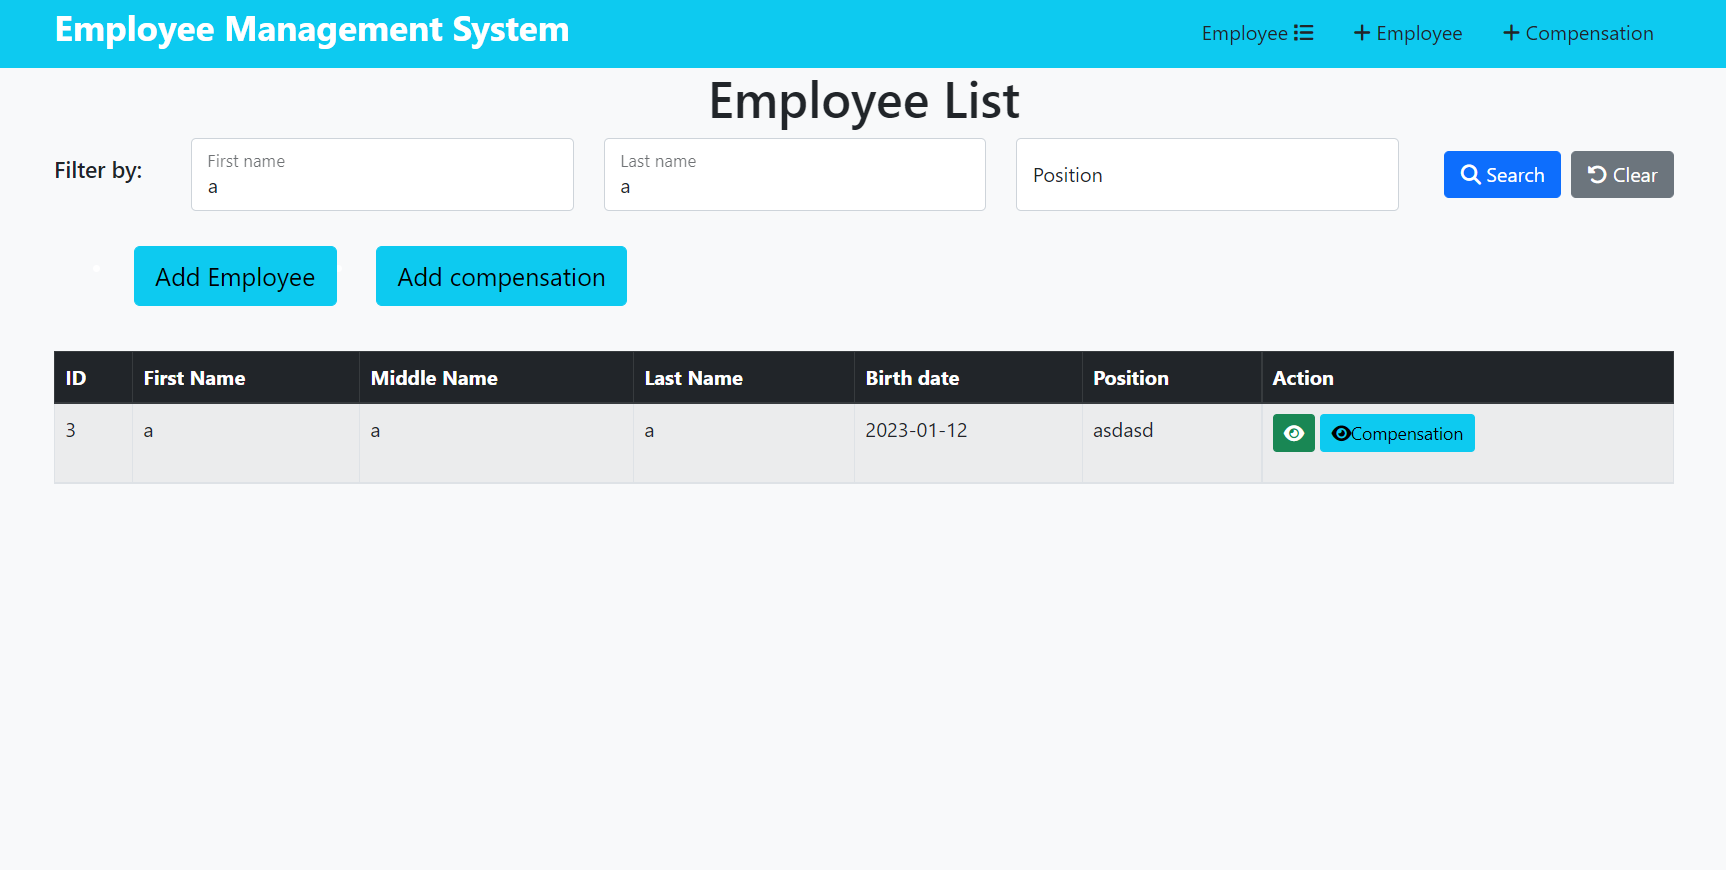 Employee Management System
Employee
Employee
Compensation
Employee List
Filter by:
First name
a
Last name
a
Position
Search
Clear
Add Employee
Add compensation
ID First Name Middle Name Last Name Birth date Position Action
3 a a a 2023-01-12 asdasd Compensation